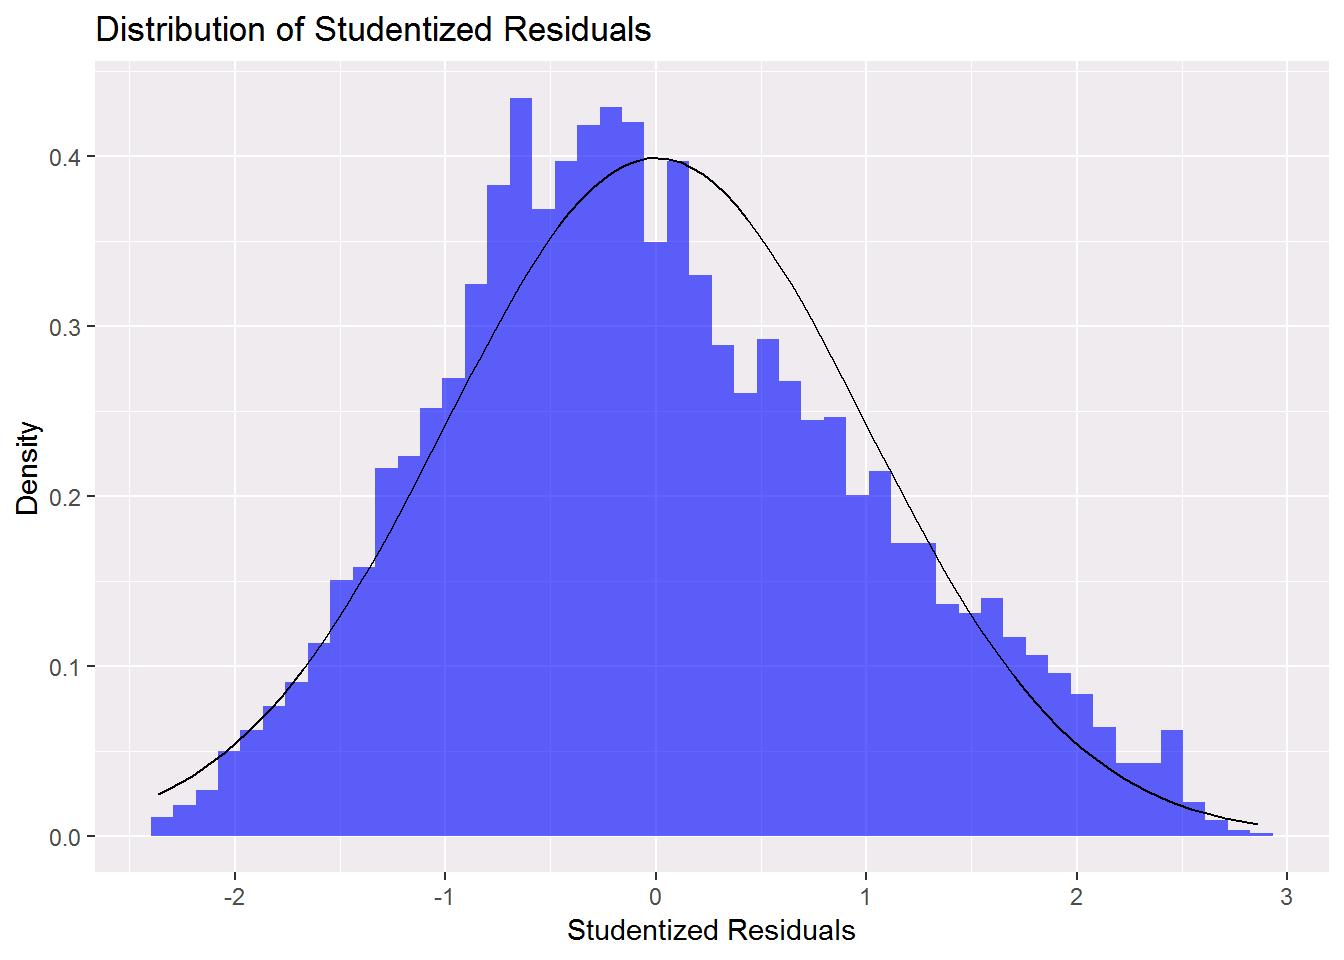 Distribution of Studentized Residuals
Density
0.4
0.3
0.2
0.1
0.0
-2 -1 0 1 2 3
Studentized Residuals